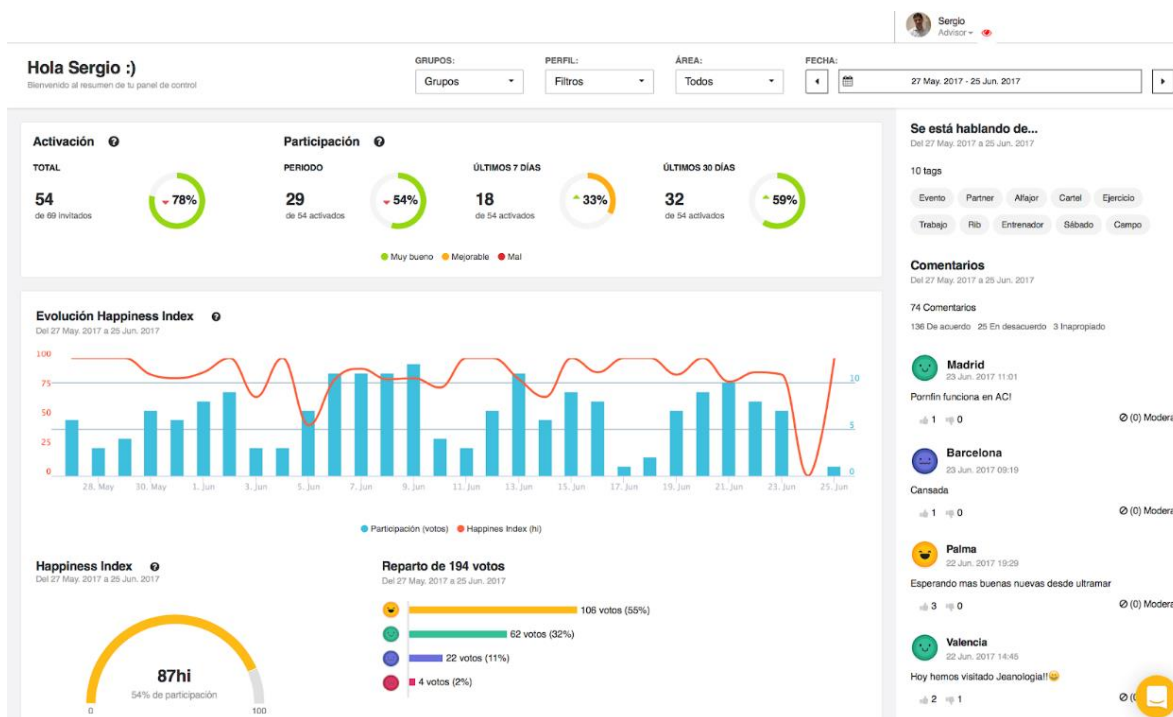 Sergio
Advisor
Hola Sergio :)
Bienvenido al resumen de tu panel de control
GRUPOS:
Grupos
PERFIL:
Filtros
ÁREA:
Todos
FECHA:
27 May. 2017 - 25 Jun. 2017
Activación ?
TOTAL
54
de 69 invitados
78%
Participación ?
PERIODO
29
de 54 activados
54%
ÚLTIMOS 7 DÍAS
18
de 54 activados
33%
ÚLTIMOS 30 DÍAS
32
de 54 activados
59%
Muy bueno Mejorable Mal
Evolución Happiness Index ?
Del 27 May. 2017 a 25 Jun. 2017
100
75
50
25
0
10
5
0
28. May 30. May 1. Jun 3. Jun 5. Jun 7. Jun 9. Jun 11. Jun 13. Jun 15. Jun 17. Jun 19. Jun 21. Jun 23. Jun 25. Jun
Participación (votos) Happines Index (hi)
Happiness Index ?
Del 27 May. 2017 a 25 Jun. 2017
87hi
54% de participación
0 100
Reparto de 194 votos
Del 27 May. 2017 a 25 Jun. 2017
106 votos (55%)
62 votos (32%)
22 votos (11%)
4 votos (2%)
Se está hablando de...
Del 27 May. 2017 a 25 Jun. 2017
10 tags
Evento Partner Alfajor Cartel Ejercicio
Trabajo Rib Entrenador Sábado Campo
Comentarios
Del 27 May. 2017 a 25 Jun. 2017
74 Comentarios
136 De acuerdo 25 En desacuerdo 3 Inapropiado
Madrid
23 Jun. 2017 11:01
Pornfin funciona en AC!
1 0 (0) Modera
Barcelona
23 Jun. 2017 09:19
Cansada
1 0 (0) Modera
Palma
22 Jun. 2017 19:29
Esperando mas buenas nuevas desde ultramar
3 0 (0) Modera
Valencia
22 Jun. 2017 14:45
Hoy hemos visitado Jeanologia!!😄
2 1